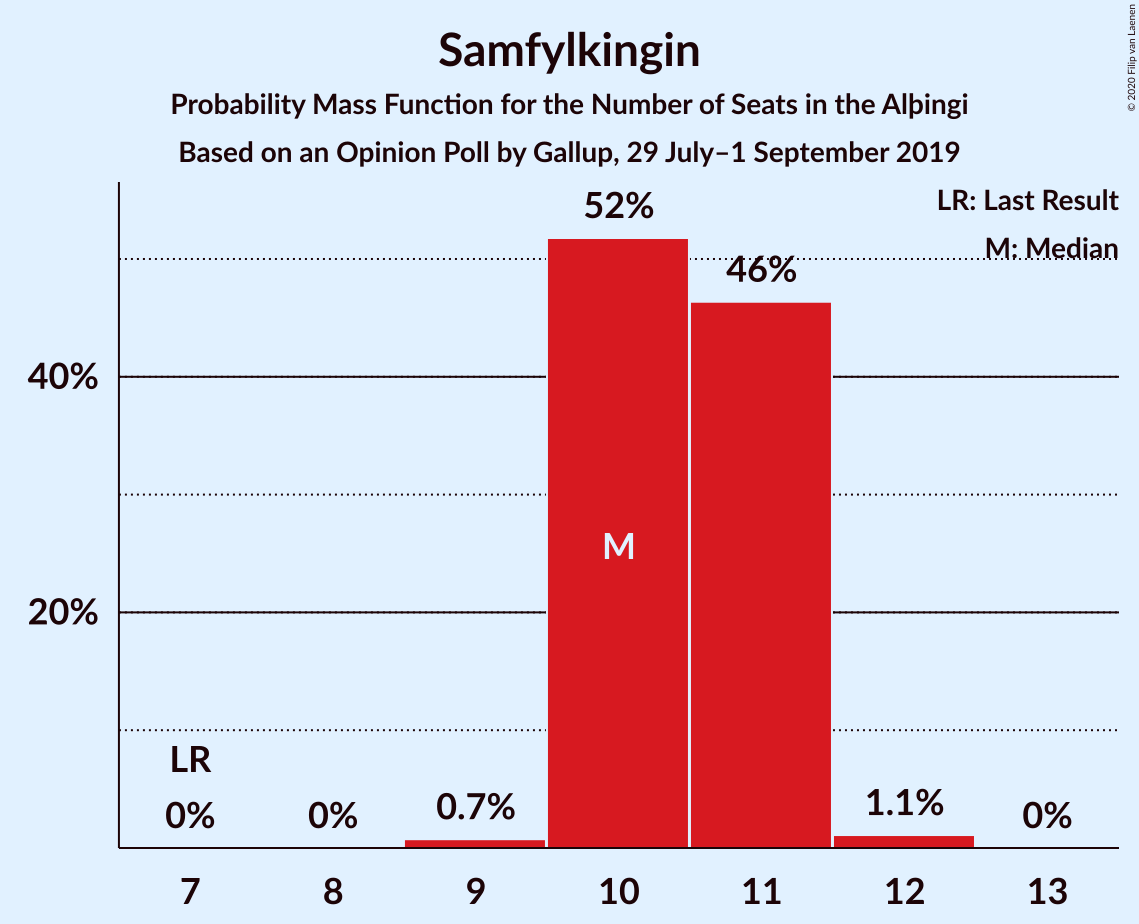 Samfylkingin
Probability Mass Function for the Number of Seats in the Alþingi
Based on an Opinion Poll by Gallup, 29 July–1 September 2019
© 2020 Filip van Laenen
LR: Last Result
M: Median
52%
46%
40%
M
20%
LR
0%
0%
0.7%
1.1%
0%
7
8
9
10
11
12
13